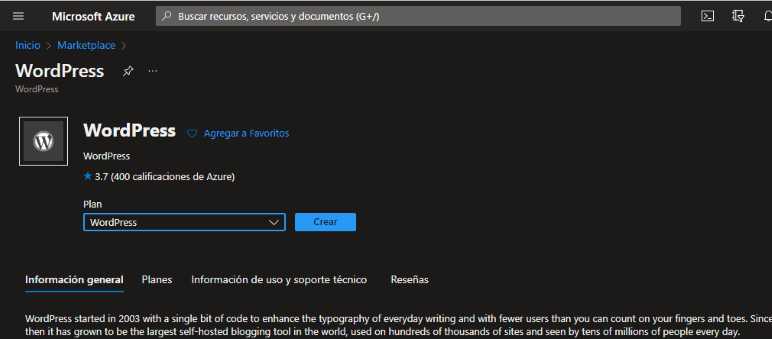 Microsoft Azure
Buscar recursos, servicios y documentos (G+/)
Inicio > Marketplace >
WordPress ...
WordPress
WordPress Agregar a Favoritos
WordPress
3.7 (400 calificaciones de Azure)
Plan
WordPress Crear
Información general Planes Información de uso y soporte técnico Reseñas
WordPress started in 2003 with a single bit of code to enhance the typography of everyday writing and with fewer users than you can count on your fingers and toes. Since
then it has grown to be the largest self-hosted blogging tool in the world, used on hundreds of thousands of sites and seen by tens of millions of people every day.